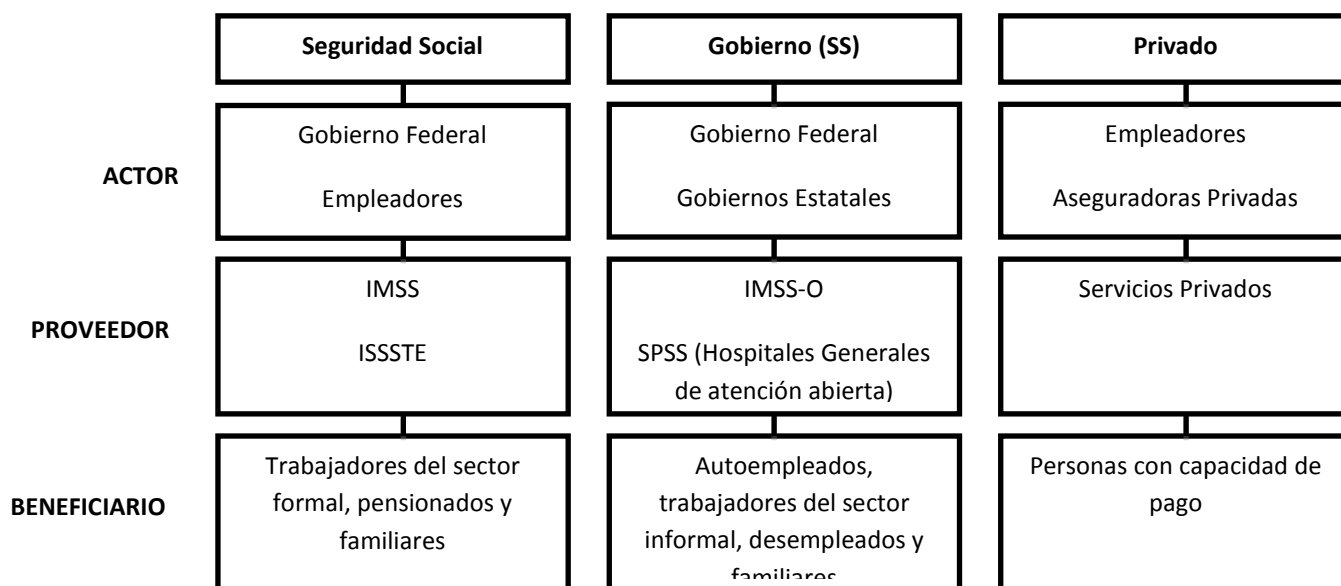 Seguridad Social
Gobierno (SS)
Privado
ACTOR
Gobierno Federal
Empleadores
Gobierno Federal
Gobiernos Estatales
Empleadores
Aseguradoras Privadas
PROVEEDOR
IMSS
ISSSTE
IMSS-O
SPSS (Hospitales Generales
de atención abierta)
Servicios Privados
BENEFICIARIO
Trabajadores del sector
formal, pensionados y
familiares
Autoempleados,
trabajadores del sector
informal, desempleados y
familiares
Personas con capacidad de
pago